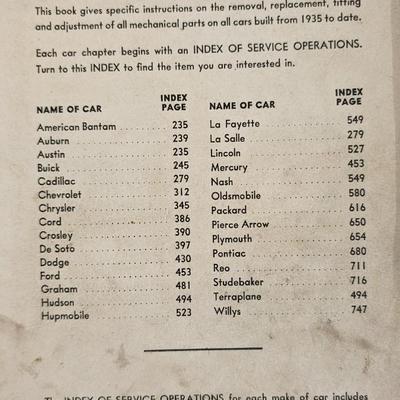 This book gives specific instructions on the removal, replacement, fitting
and adjustment of all mechanical parts on all cars built from 1935 to date.
Each car chapter begins with an INDEX OF SERVICE OPERATIONS.
Turn to this INDEX to find the item you are interested in.
NAME OF CAR INDEX PAGE
American Bantam 235
Auburn 239
Austin 235
Buick 245
Cadillac 279
Chevrolet 312
Chrysler 345
Cord 386
Crosley 390
De Soto 397
Dodge 430
Ford 453
Graham 481
Hudson 494
Hupmobile 523
NAME OF CAR INDEX PAGE
La Fayette 549
La Salle 279
Lincoln 527
Mercury 453
Nash 549
Oldsmobile 580
Packard 616
Pierce Arrow 650
Plymouth 654
Pontiac 680
Reo 711
Studebaker 716
Terraplane 494
Willys 747
The INDEX OF SERVICE OPERATIONS for each make of car includes